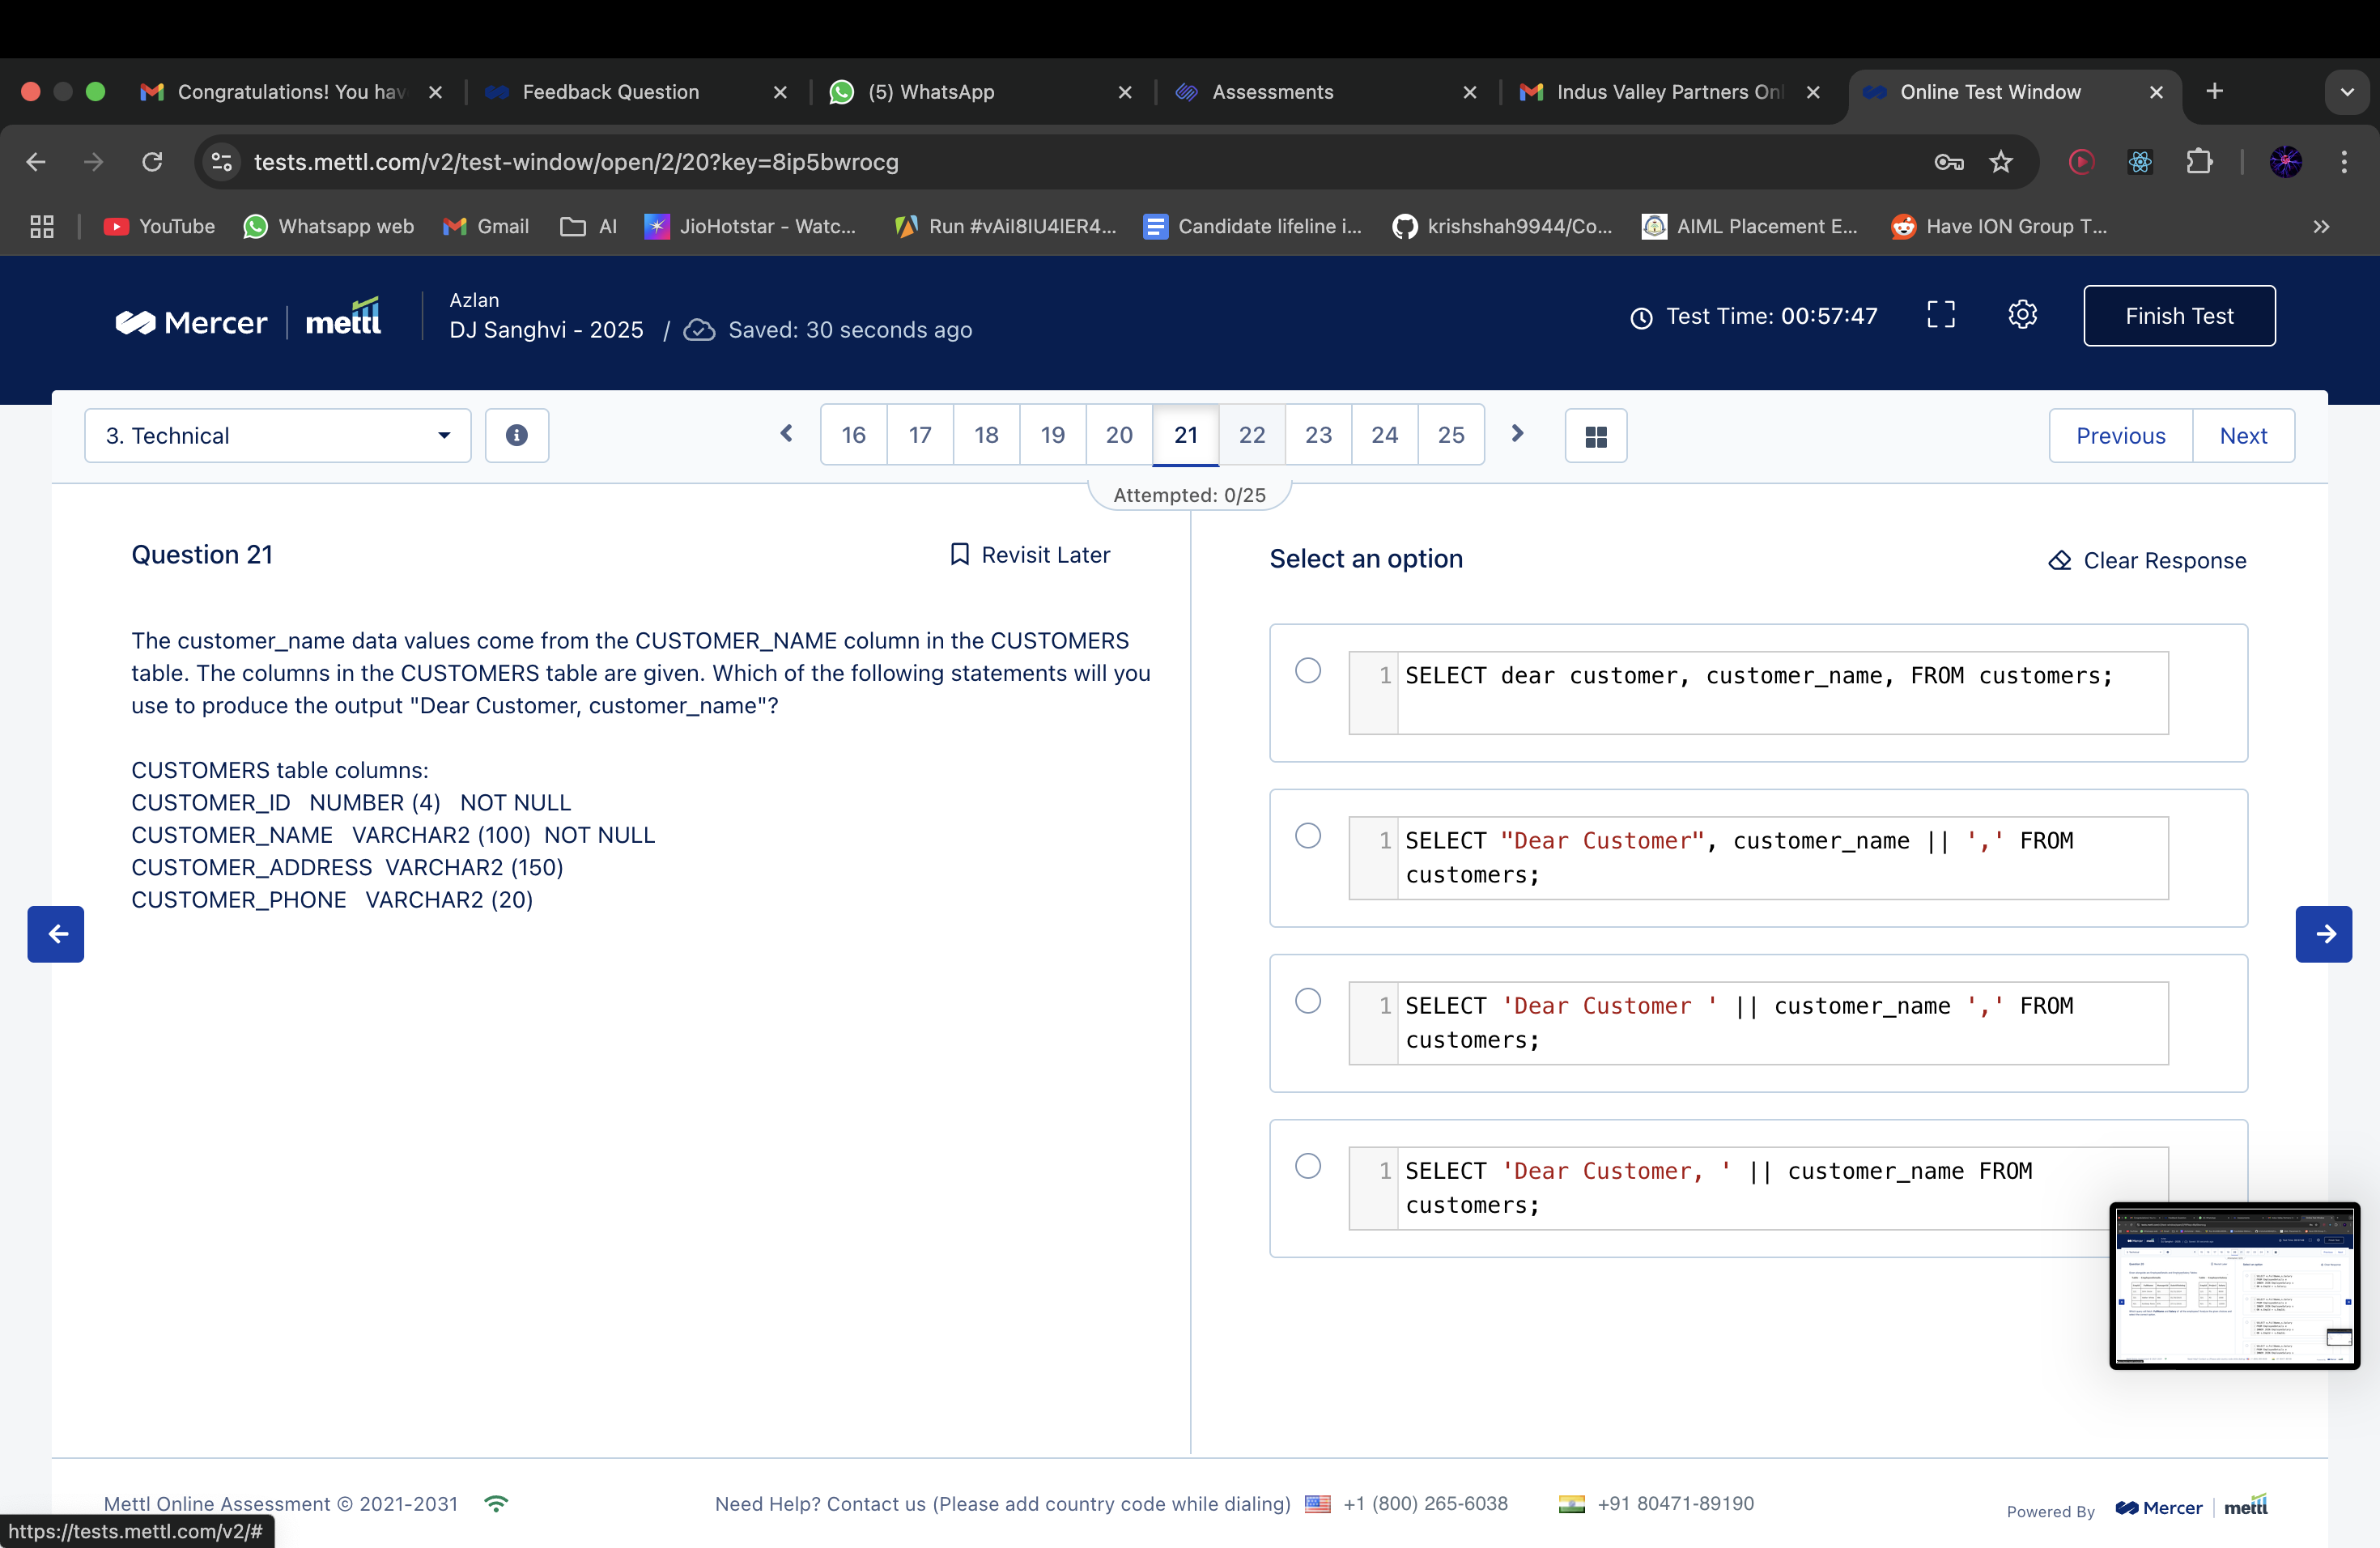 Congratulations! You hav
Feedback Question
(5) WhatsApp
Assessments
Indus Valley Partners Onl
Online Test Window
tests.mettl.com/v2/test-window/open/2/20?key=8ip5bwrocg
YouTube
Whatsapp web
Gmail
AI
JioHotstar - Watc...
Run #vAil8IU4lER4...
Candidate lifeline i...
krishshah9944/Co...
AIML Placement E...
Have ION Group T...
Mercer | mettl
Azlan
DJ Sanghvi - 2025 / Saved: 30 seconds ago
Test Time: 00:57:47
Finish Test
3. Technical
16 17 18 19 20 21 22 23 24 25
Previous
Next
Attempted: 0/25
Question 21
Revisit Later
The customer_name data values come from the CUSTOMER_NAME column in the CUSTOMERS
table. The columns in the CUSTOMERS table are given. Which of the following statements will you
use to produce the output "Dear Customer, customer_name"?
CUSTOMERS table columns:
CUSTOMER_ID NUMBER (4) NOT NULL
CUSTOMER_NAME VARCHAR2 (100) NOT NULL
CUSTOMER_ADDRESS VARCHAR2 (150)
CUSTOMER_PHONE VARCHAR2 (20)
Select an option
Clear Response
1 SELECT dear customer, customer_name, FROM customers;
1 SELECT "Dear Customer", customer_name || ',' FROM
customers;
1 SELECT 'Dear Customer ' || customer_name ',' FROM
customers;
1 SELECT 'Dear Customer, ' || customer_name FROM
customers;
Mettl Online Assessment © 2021-2031
Need Help? Contact us (Please add country code while dialing) +1 (800) 265-6038 +91 80471-89190
Powered By Mercer | mettl
https://tests.mettl.com/v2/#